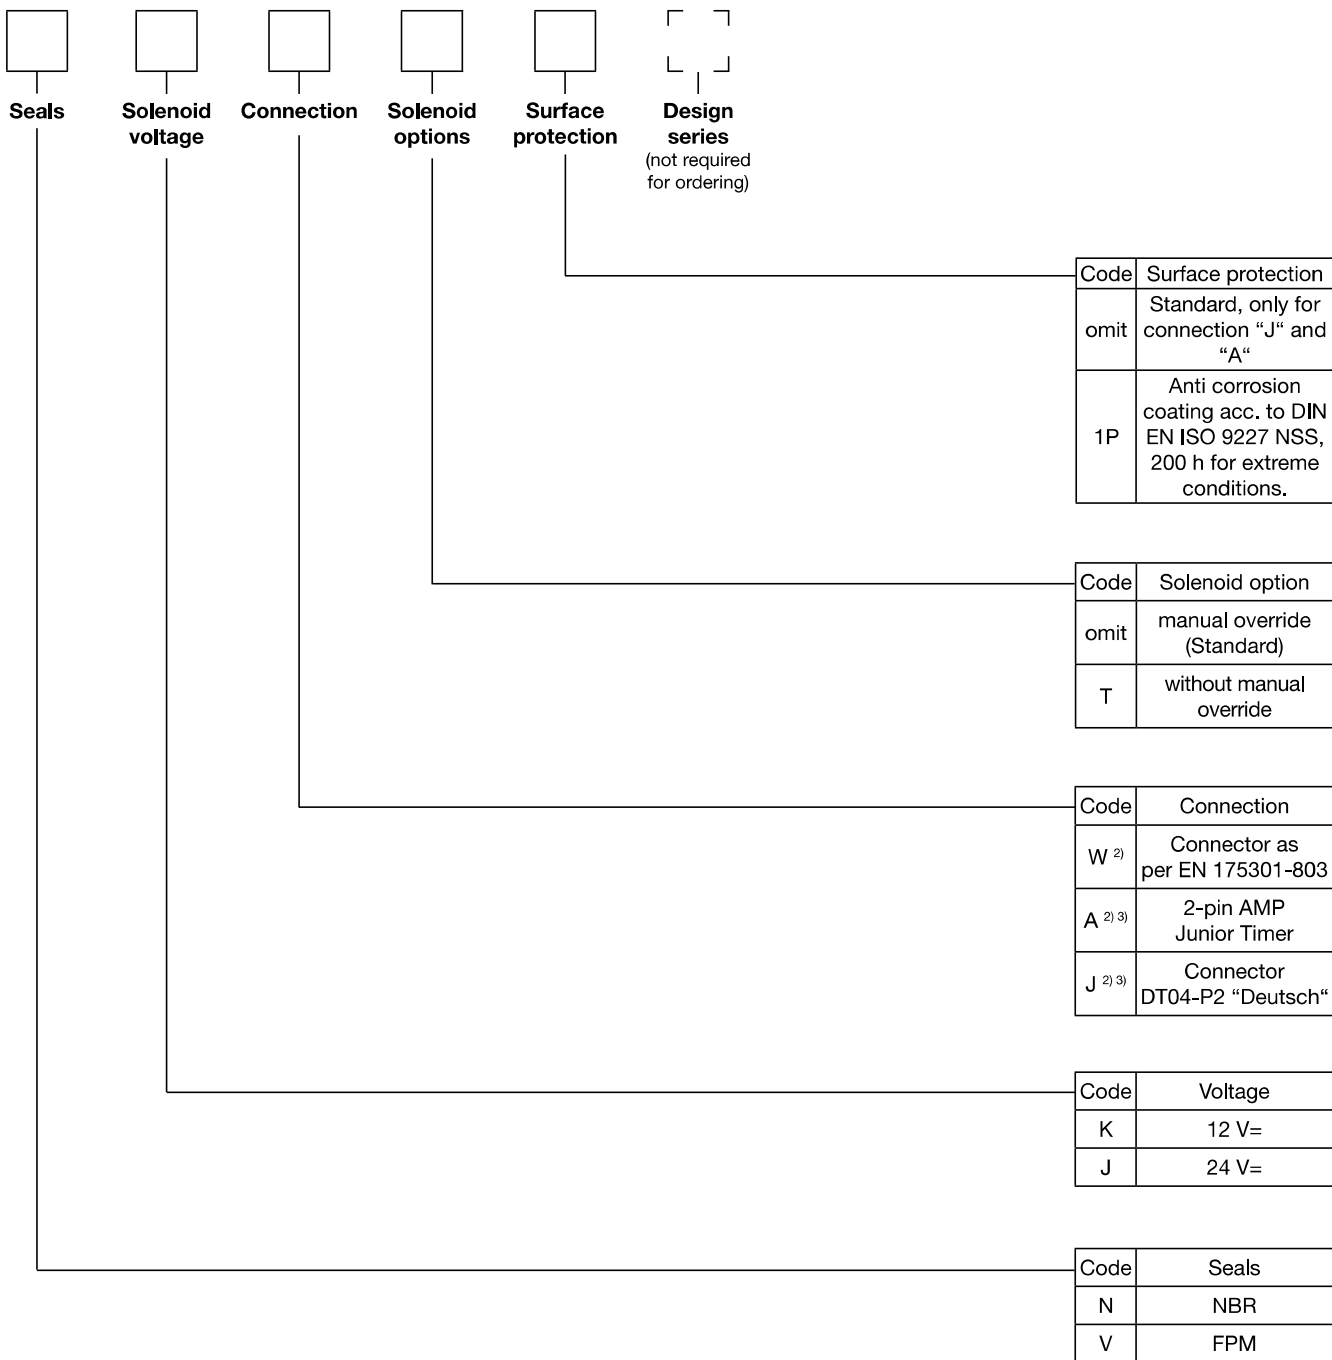 Seals
Solenoid
voltage
Connection
Solenoid
options
Surface
protection
Design
series
(not required
for ordering)
Code Surface protection
omit Standard, only for
connection “J“ and
“A“
1P Anti corrosion
coating acc. to DIN
EN ISO 9227 NSS,
200 h for extreme
conditions.
Code Solenoid option
omit manual override
(Standard)
T without manual
override
Code Connection
W 2) Connector as
per EN 175301-803
A 2) 3) 2-pin AMP
Junior Timer
J 2) 3) Connector
DT04-P2 “Deutsch“
Code Voltage
K 12 V=
J 24 V=
Code Seals
N NBR
V FPM